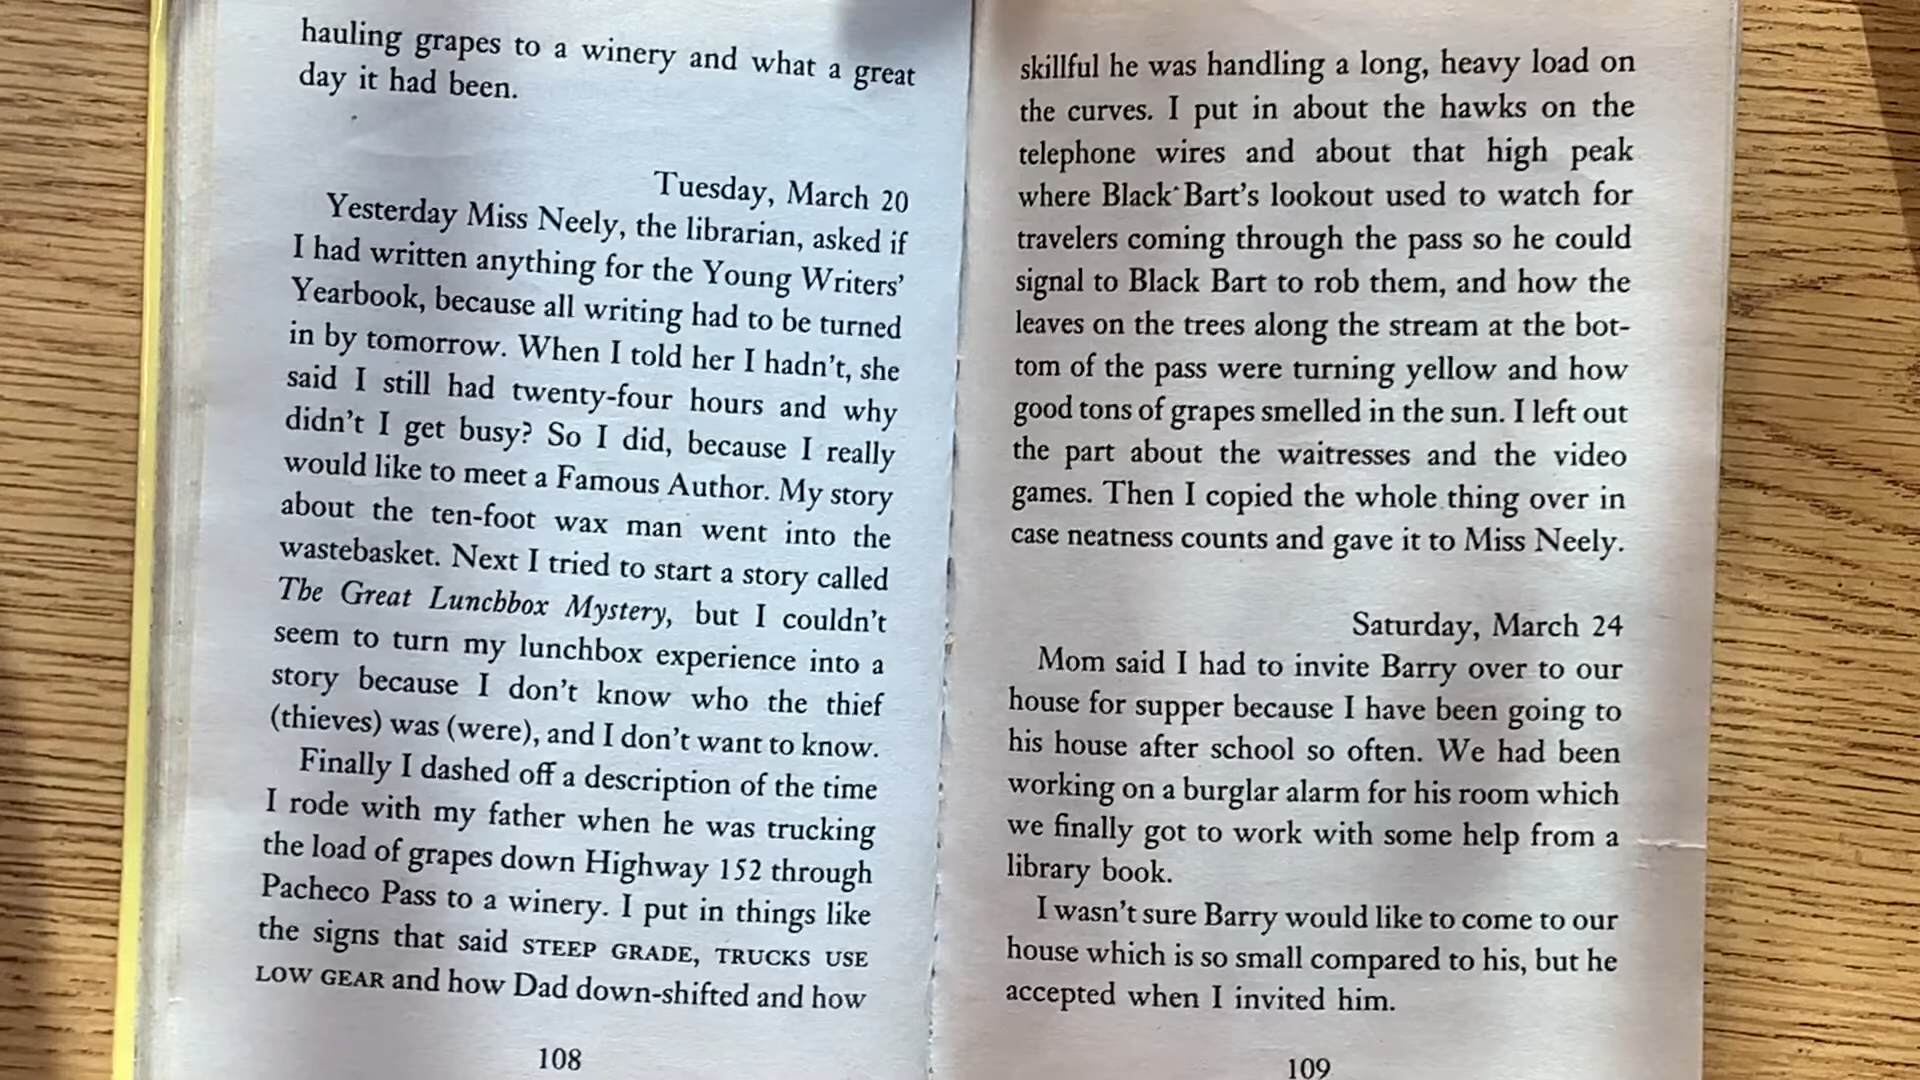 hauling grapes to a winery and what a great
day it had been.
Tuesday, March 20
Yesterday Miss Neely, the librarian, asked if
I had written anything for the Young Writers’
Yearbook, because all writing had to be turned
in by tomorrow. When I told her I hadn’t, she
said I still had twenty-four hours and why
didn’t I get busy? So I did, because I really
would like to meet a Famous Author. My story
about the ten-foot wax man went into the
wastebasket. Next I tried to start a story called
The Great Lunchbox Mystery, but I couldn’t
seem to turn my lunchbox experience into a
story because I don’t know who the thief
(thieves) was (were), and I don’t want to know.
Finally I dashed off a description of the time
I rode with my father when he was trucking
the load of grapes down Highway 152 through
Pacheco Pass to a winery. I put in things like
the signs that said STEEP GRADE, TRUCKS USE
LOW GEAR and how Dad down-shifted and how
108
skillful he was handling a long, heavy load on
the curves. I put in about the hawks on the
telephone wires and about that high peak
where Black Bart’s lookout used to watch for
travelers coming through the pass so he could
signal to Black Bart to rob them, and how the
leaves on the trees along the stream at the bot-
tom of the pass were turning yellow and how
good tons of grapes smelled in the sun. I left out
the part about the waitresses and the video
games. Then I copied the whole thing over in
case neatness counts and gave it to Miss Neely.
Saturday, March 24
Mom said I had to invite Barry over to our
house for supper because I have been going to
his house after school so often. We had been
working on a burglar alarm for his room which
we finally got to work with some help from a
library book.
I wasn’t sure Barry would like to come to our
house which is so small compared to his, but he
accepted when I invited him.
109